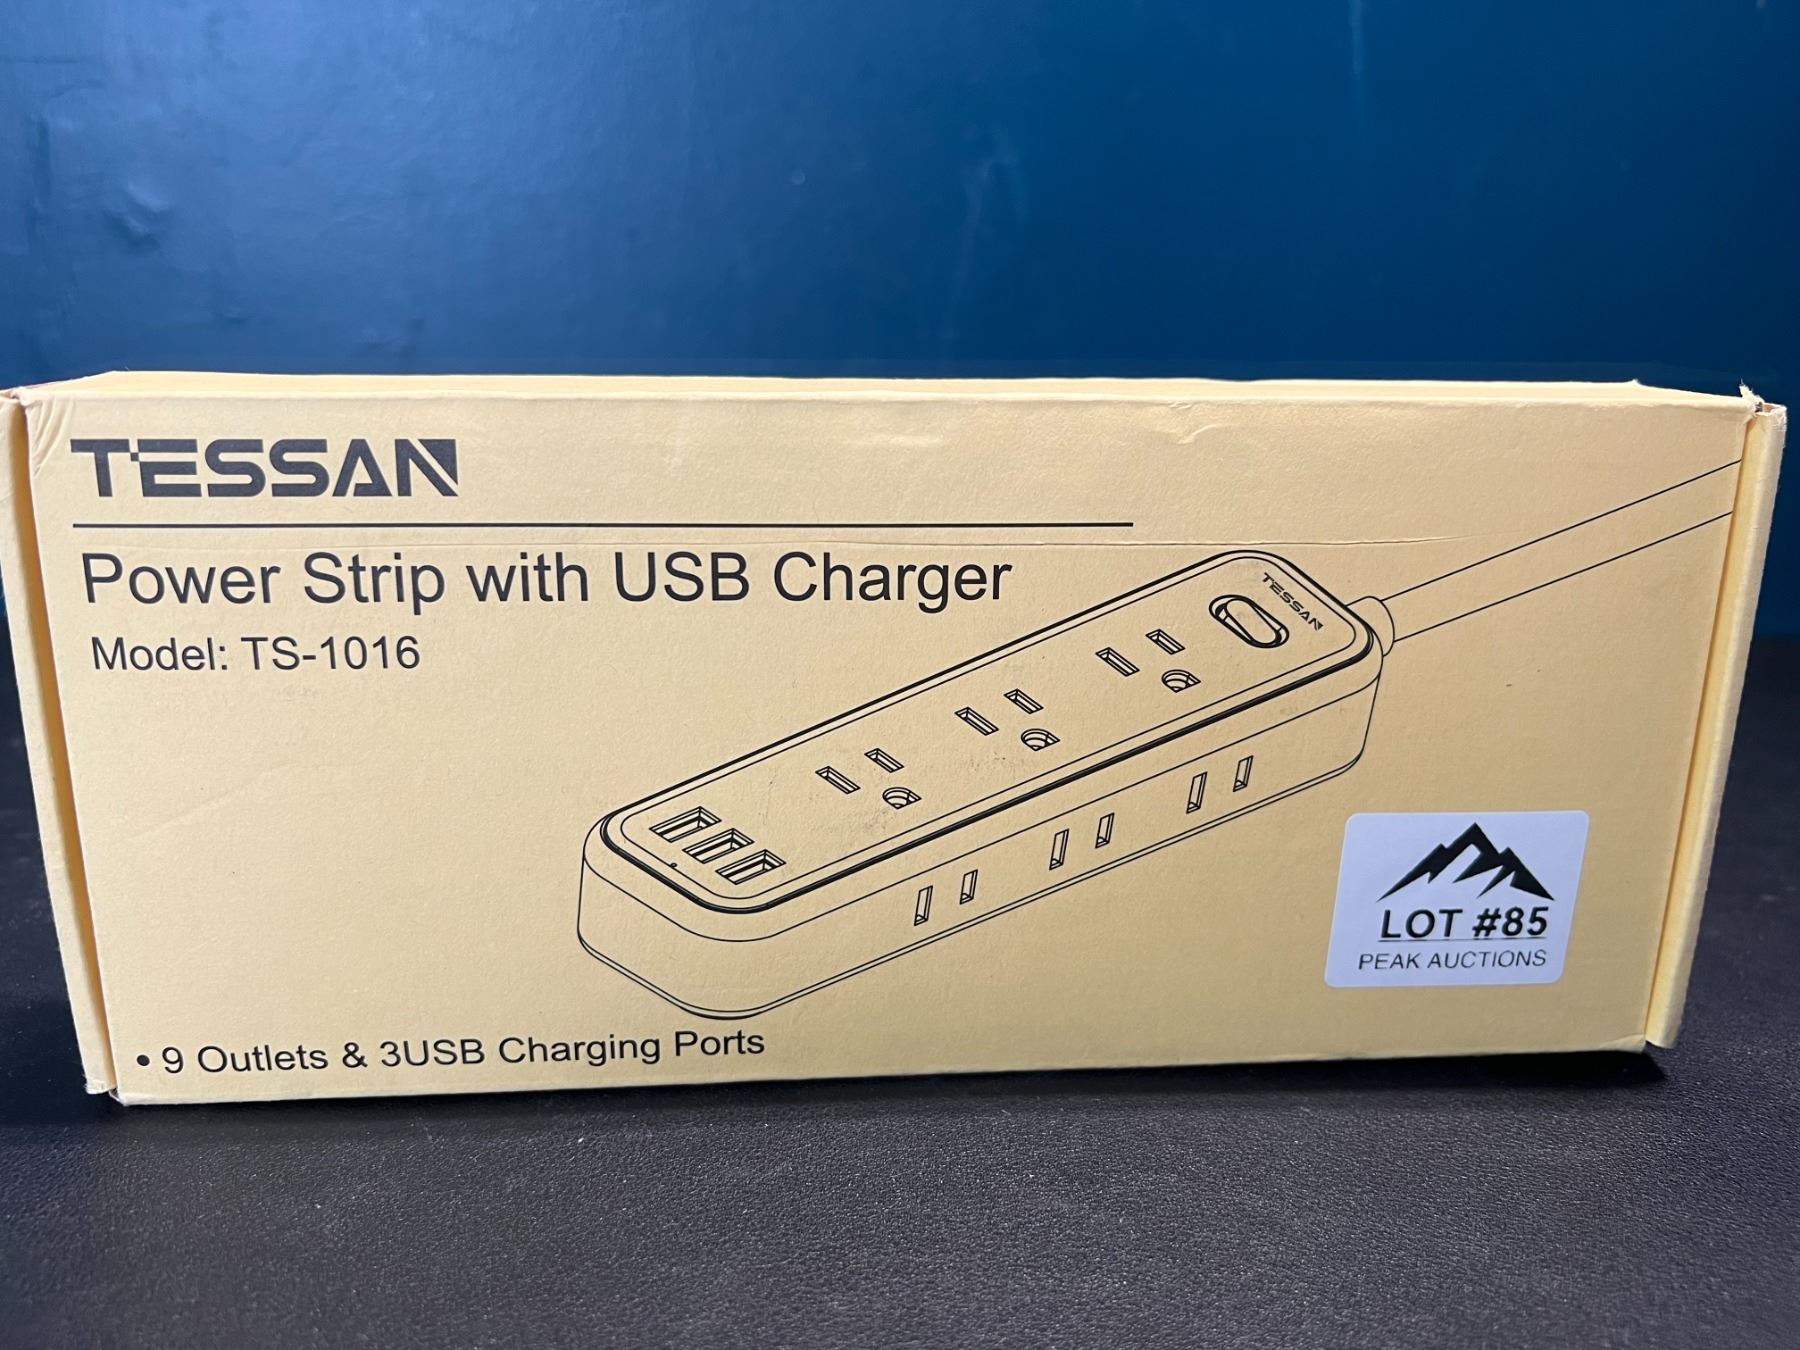 TESSAN
Power Strip with USB Charger
Model: TS-1016
TESSAN
• 9 Outlets & 3USB Charging Ports
LOT #85
PEAK AUCTIONS